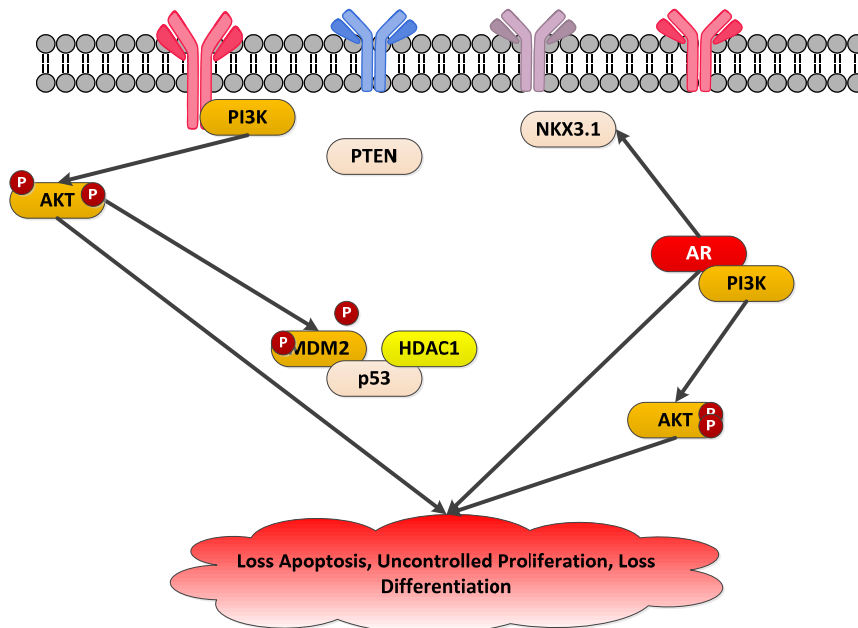 PI3K
NKX3.1
PTEN
P
AKT
P
AR
PI3K
P
P
MDM2
HDAC1
p53
AKT
P
P
Loss Apoptosis, Uncontrolled Proliferation, Loss
Differentiation